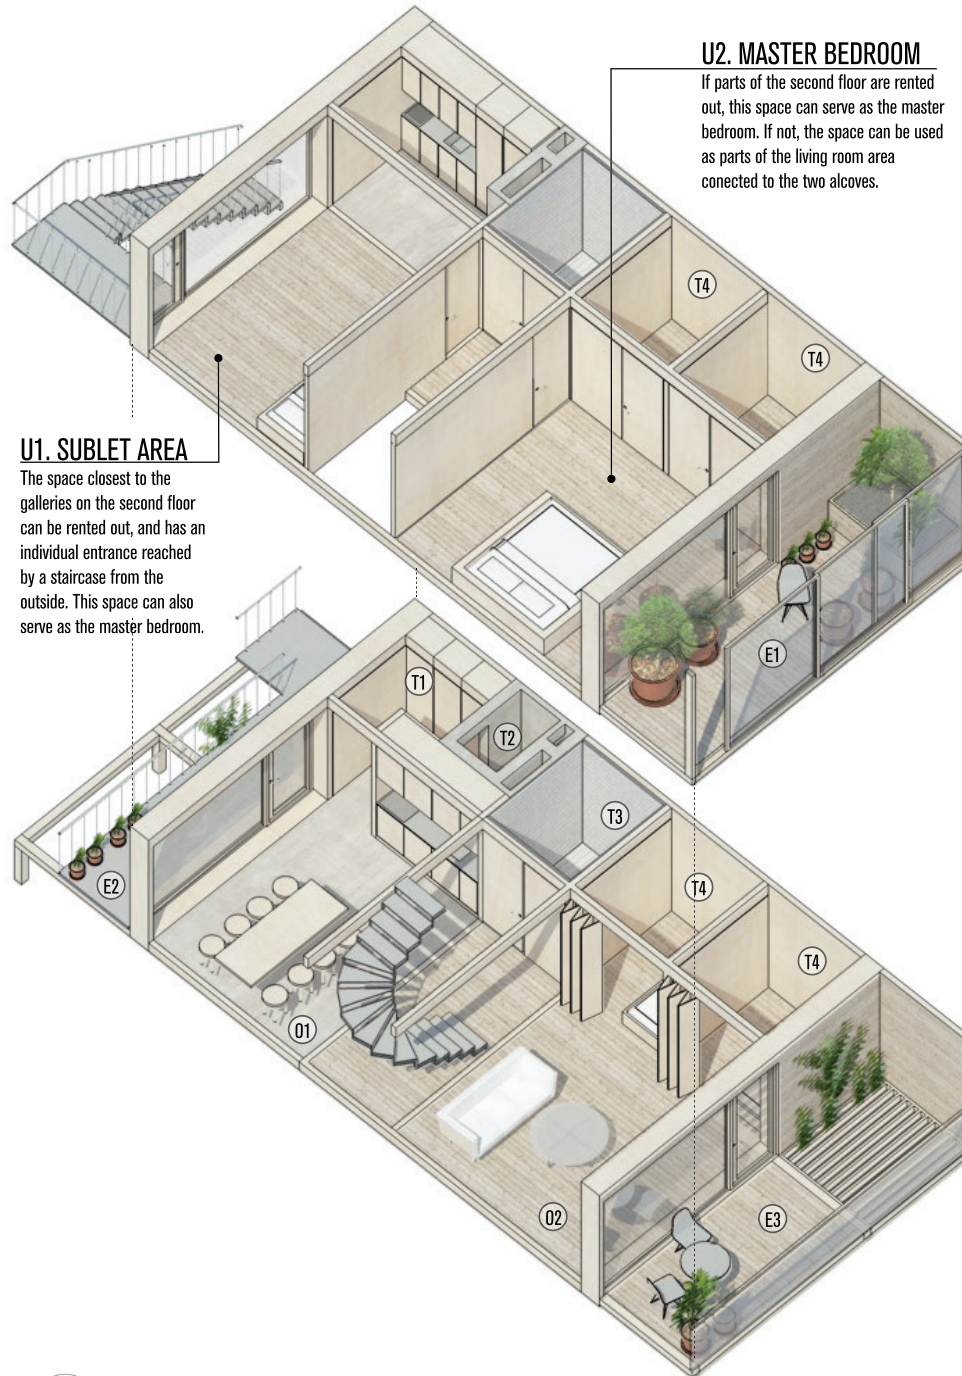 U2. MASTER BEDROOM
If parts of the second floor are rented
out, this space can serve as the master
bedroom. If not, the space can be used
as parts of the living room area
conected to the two alcoves.
T4
T4
U1. SUBLET AREA
The space closest to the
galleries on the second floor
can be rented out, and has an
individual entrance reached
by a staircase from the
outside. This space can also
serve as the master bedroom.
E1
T1
T2
T3
E2
T4
T4
O1
O2
E3